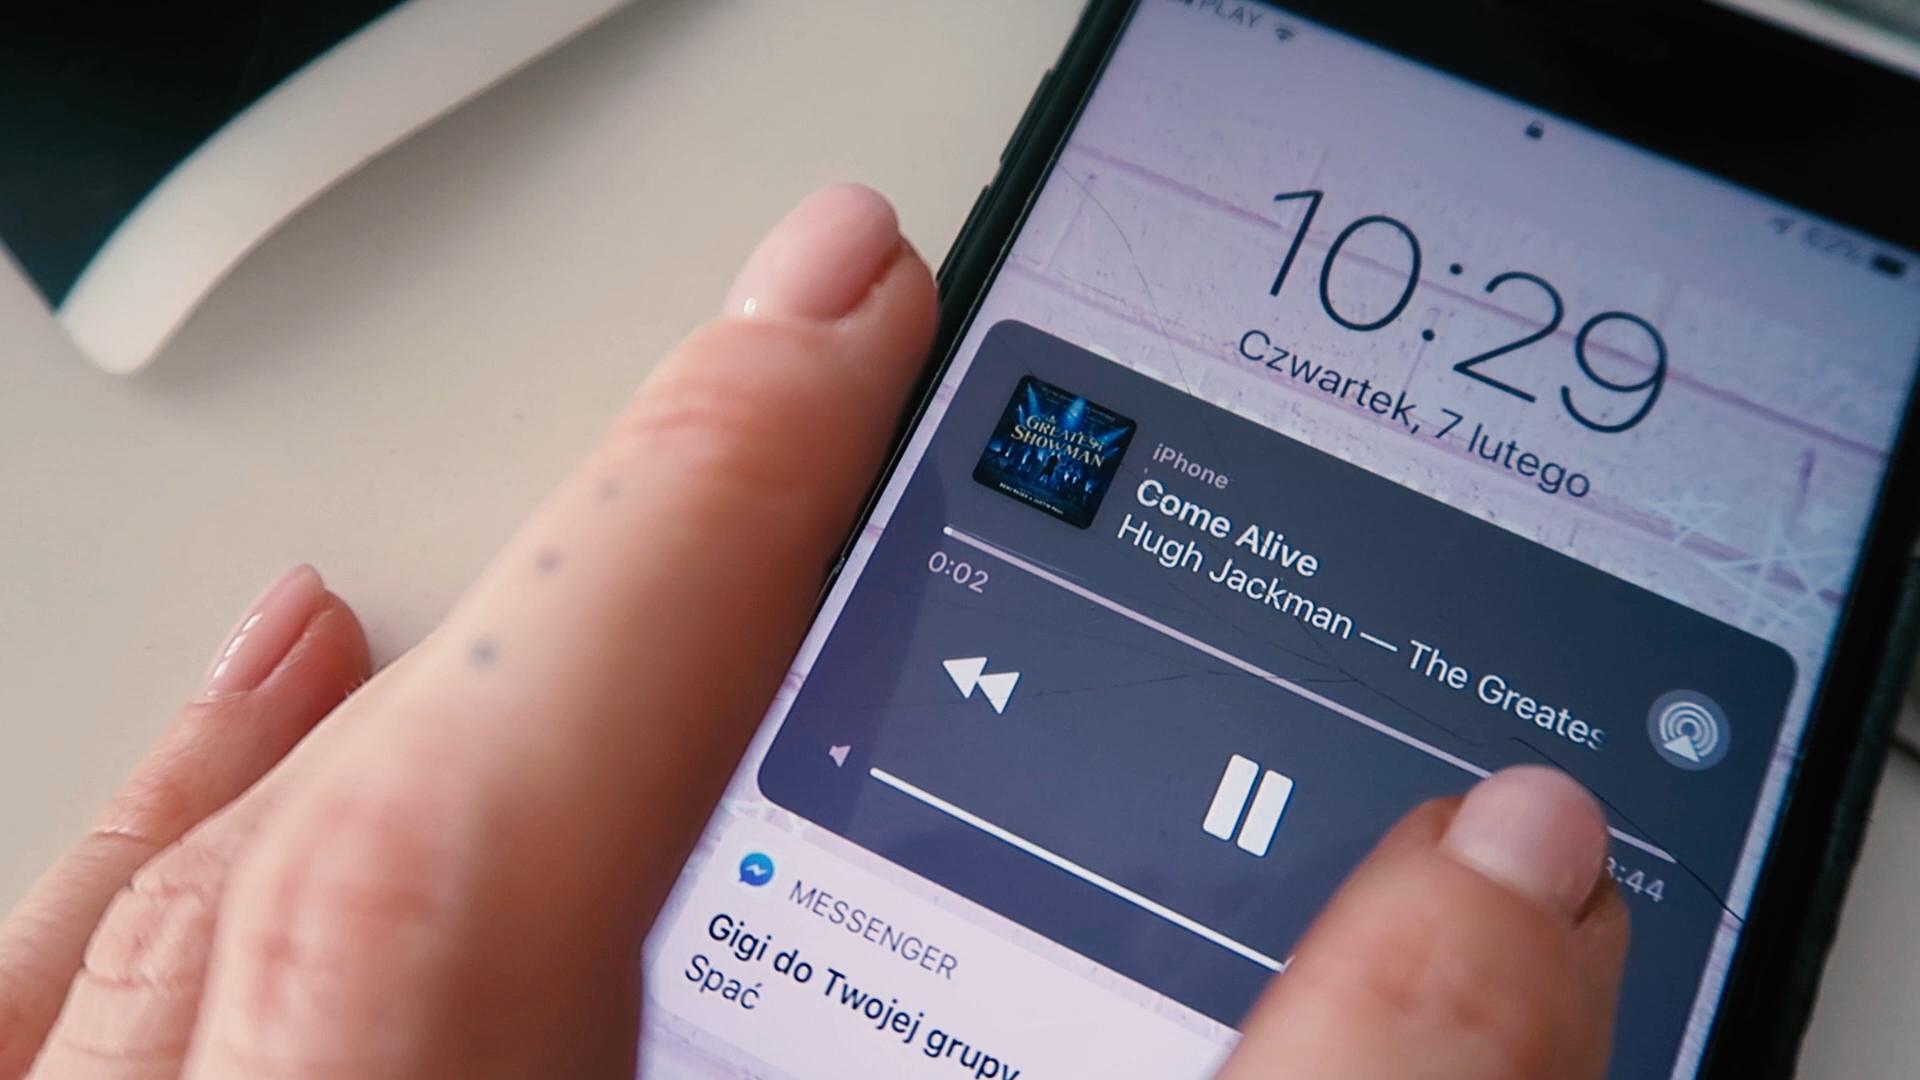 PLAY
10:29
Czwartek, 7 lutego
GREATEST
SHOWMAN
iPhone
Come Alive
Hugh Jackman — The Greates
0:02
:44
MESSENGER
Gigi do Twojej grupy
Spać